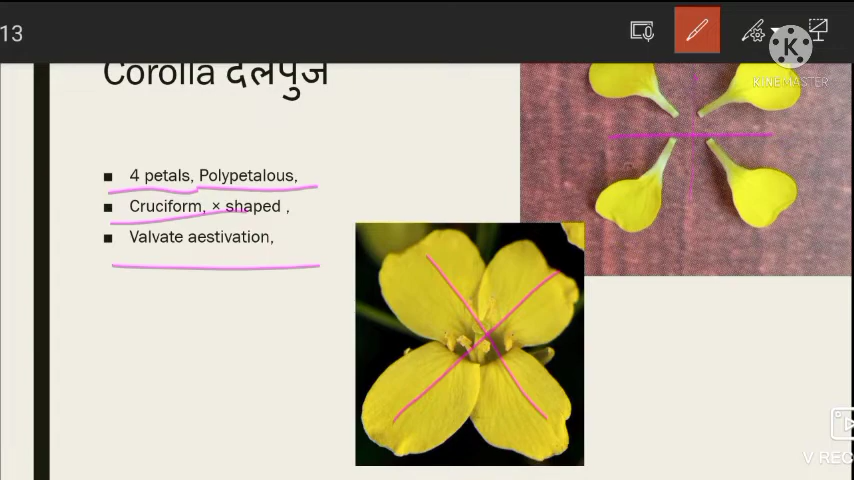 13
K
KINEMASTER
Corolla दलपुंज
4 petals, Polypetalous,
Cruciform, × shaped ,
Valvate aestivation,
V REC